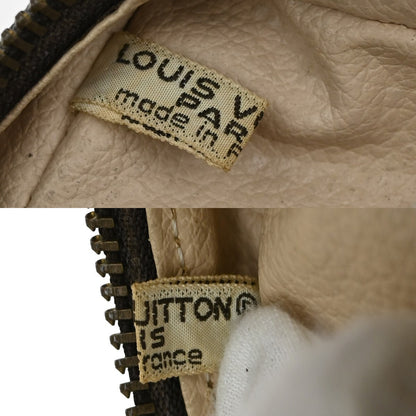 LOUIS V
PAR
made in F
UITTON®
IS
rance